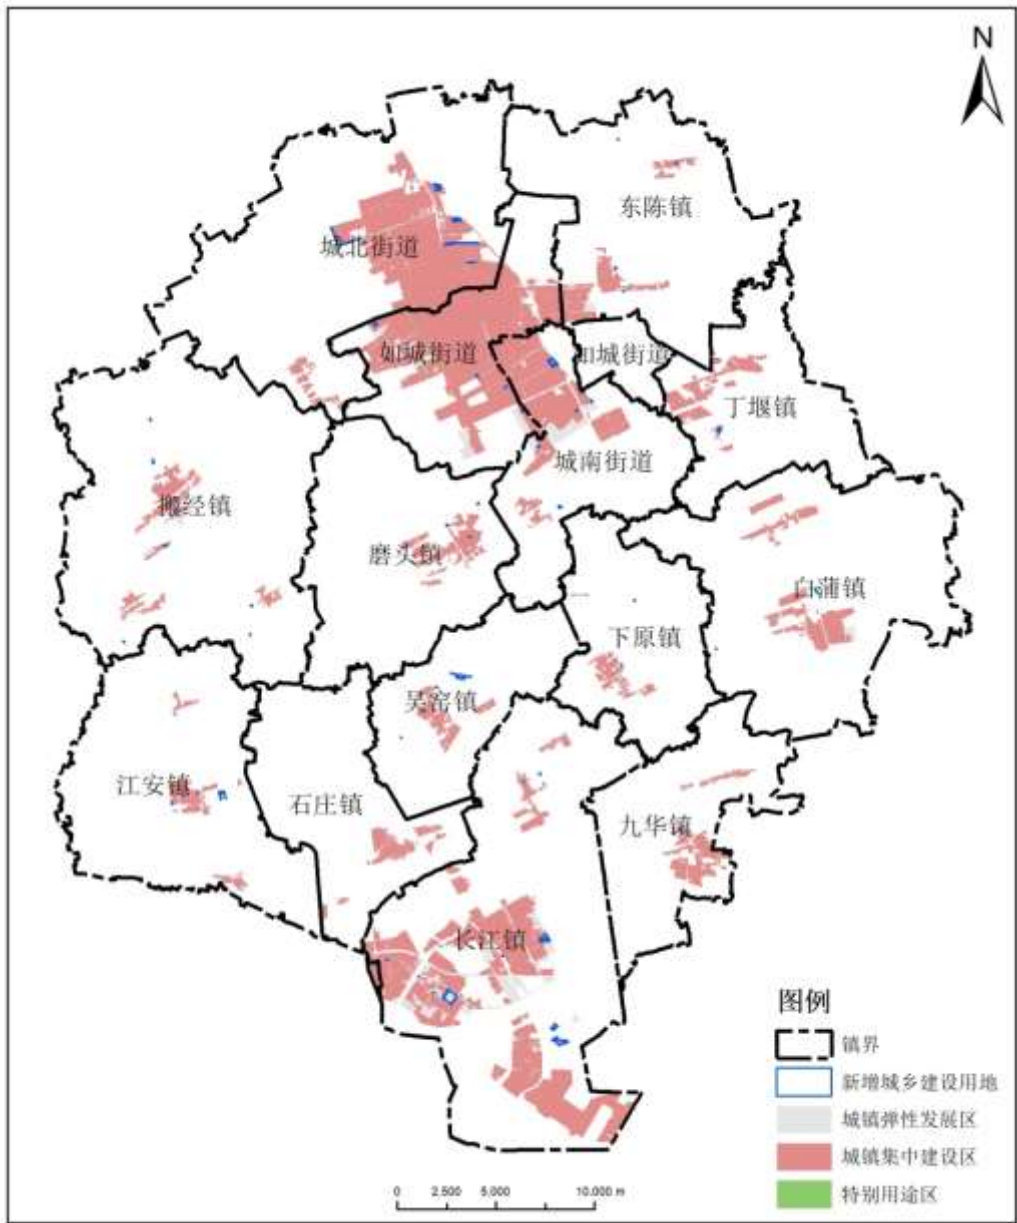 N
东陈镇
城北街道
如城街道
如城街道
丁堰镇
城南街道
搬经镇
磨头镇
白蒲镇
下原镇
吴窑镇
江安镇
石庄镇
九华镇
长江镇
图例
镇界
新增城乡建设用地
城镇弹性发展区
城镇集中建设区
特别用途区
0 2.500 5.000 10.000 m